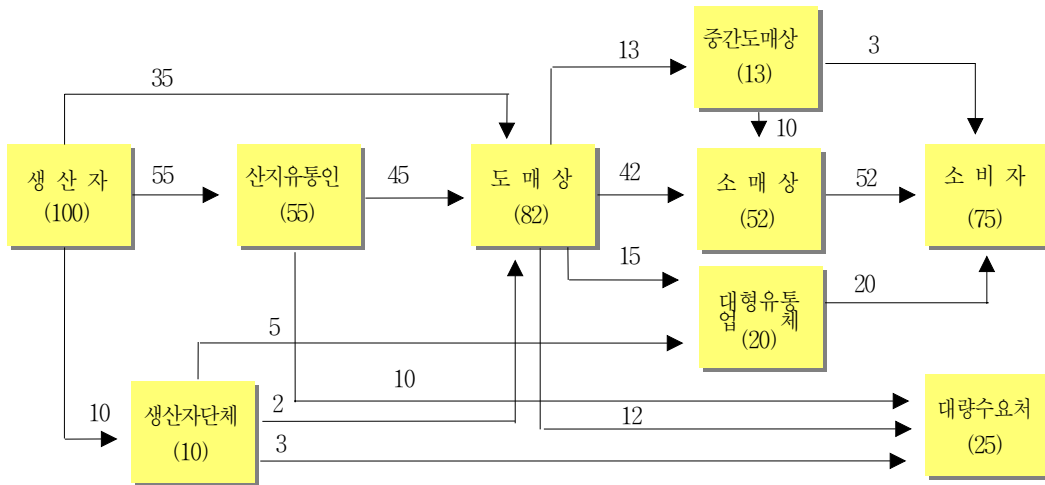 중간도매상
(13)
13
3
35
10
생 산 자
(100)
55
산지유통인
(55)
45
도 매 상
(82)
42
소 매 상
(52)
52
소 비 자
(75)
15
대형유통
업 체
(20)
20
5
10
10
생산자단체
(10)
2
3
12
대량수요처
(25)